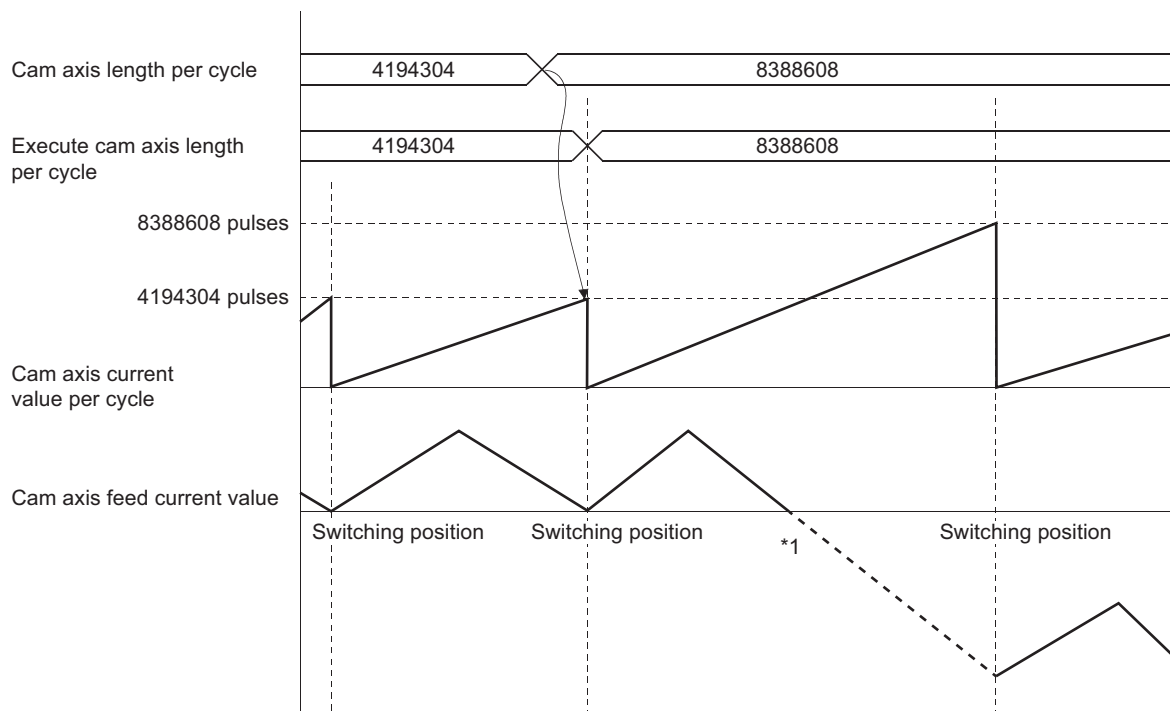 Cam axis length per cycle
4194304
8388608
Execute cam axis length
per cycle
4194304
8388608
8388608 pulses
4194304 pulses
Cam axis current
value per cycle
Cam axis feed current value
Switching position
Switching position
Switching position
*1